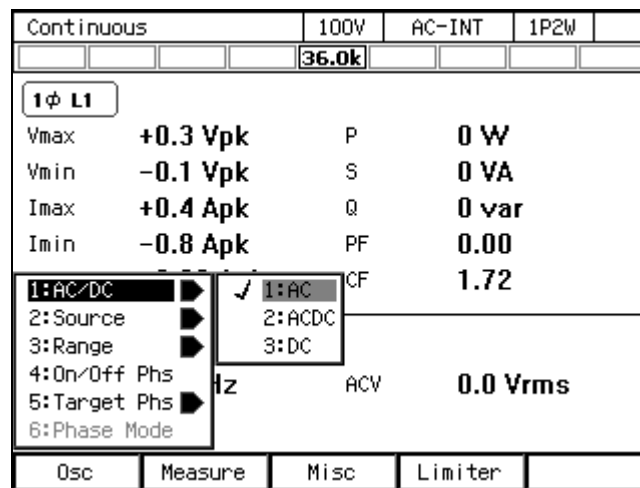 Continuous 100V AC-INT 1P2W
36.0k
1φ L1
Vmax +0.3 Vpk P 0 W
Vmin -0.1 Vpk S 0 VA
Imax +0.4 Apk Q 0 var
Imin -0.8 Apk PF 0.00
CF 1.72
1:AC/DC ✓ 1:AC
2:Source 2:ACDC
3:Range 3:DC
4:On/Off Phs
Hz ACV 0.0 Vrms
5:Target Phs
6:Phase Mode
Osc Measure Misc Limiter